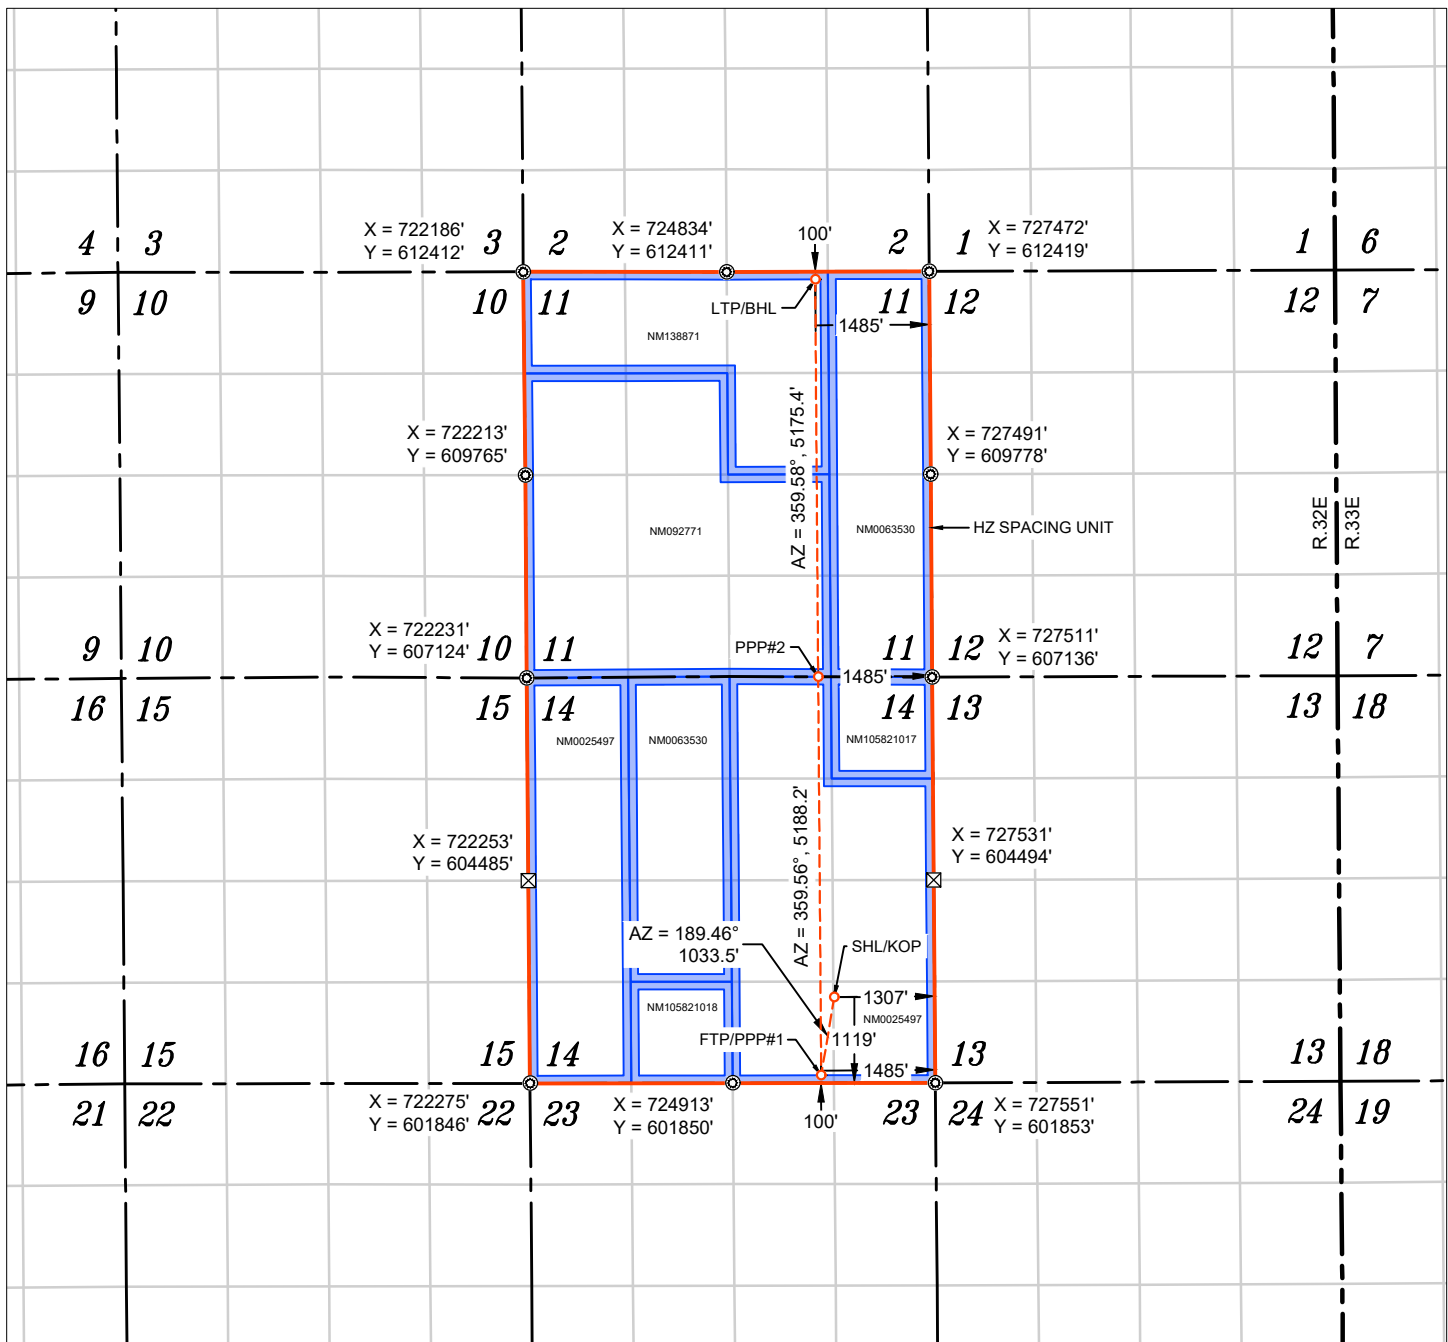 X = 722186'
Y = 612412'
X = 724834'
Y = 612411'
X = 727472'
Y = 612419'
4 3
3 2
100'
2 1
1 6
9 10
10 11
LTP/BHL
11 12
12 7
1485'
NM138871
AZ = 359.58°, 5175.4'
X = 722213'
Y = 609765'
X = 727491'
Y = 609778'
NM092771
NM0063530
HZ SPACING UNIT
R.32E
R.33E
X = 722231'
Y = 607124'
X = 727511'
Y = 607136'
9 10
10 11
PPP#2
11 12
12 7
1485'
16 15
15 14
14 13
13 18
NM0025497
NM0063530
NM105821017
AZ = 359.56°, 5188.2'
X = 722253'
Y = 604485'
X = 727531'
Y = 604494'
AZ = 189.46°
1033.5'
SHL/KOP
1307'
NM105821018
NM0025497
FTP/PPP#1
1119'
1485'
16 15
15 14
13
13 18
21 22
22 23
23 24
24 19
X = 722275'
Y = 601846'
X = 724913'
Y = 601850'
100'
X = 727551'
Y = 601853'